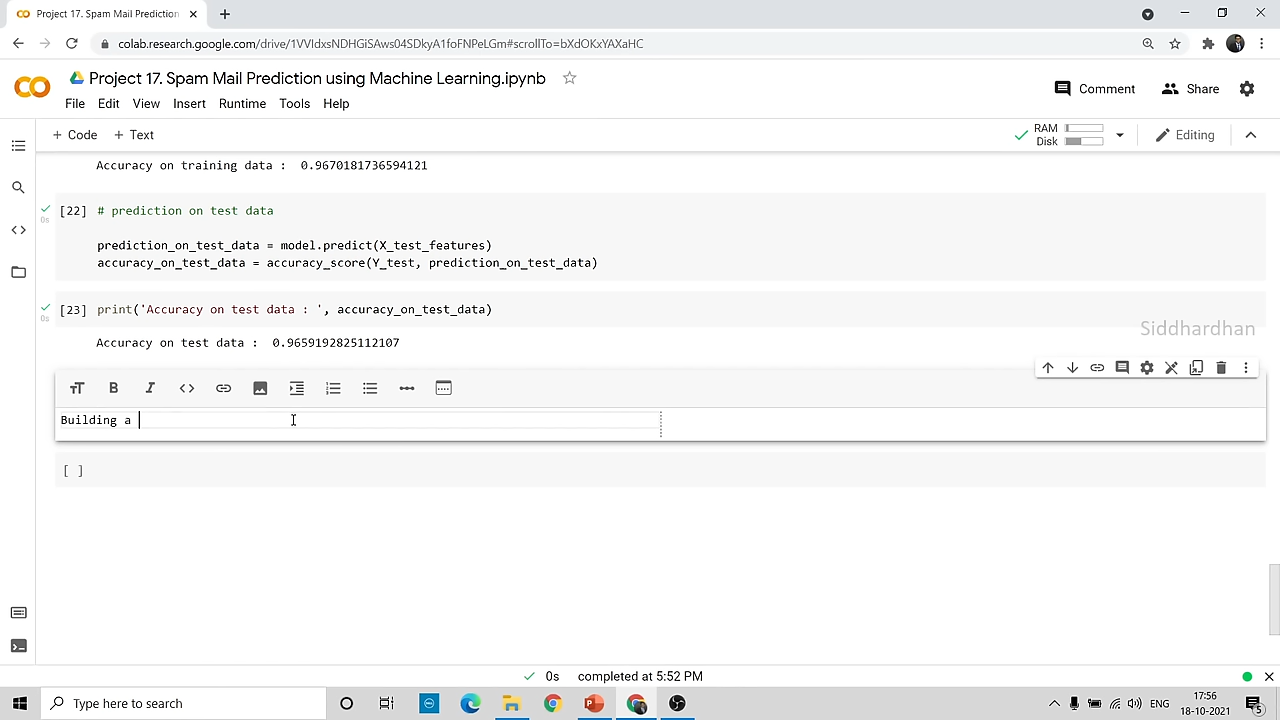 Project 17. Spam Mail Prediction
colab.research.google.com/drive/1VVIdxsNDHGiSAws04SDkyA1foFNPeLGm#scrollTo=bXdOKxYAXaHC
Project 17. Spam Mail Prediction using Machine Learning.ipynb
Comment
Share
File Edit View Insert Runtime Tools Help
+ Code + Text
RAM
Disk
Editing
Accuracy on training data : 0.9670181736594121
[22] # prediction on test data
0s
prediction_on_test_data = model.predict(X_test_features)
accuracy_on_test_data = accuracy_score(Y_test, prediction_on_test_data)
[23] print('Accuracy on test data : ', accuracy_on_test_data)
0s
Siddhardhan
Accuracy on test data : 0.9659192825112107
Building a
[ ]
0s completed at 5:52 PM
Type here to search
ENG
17:56
18-10-2021
5